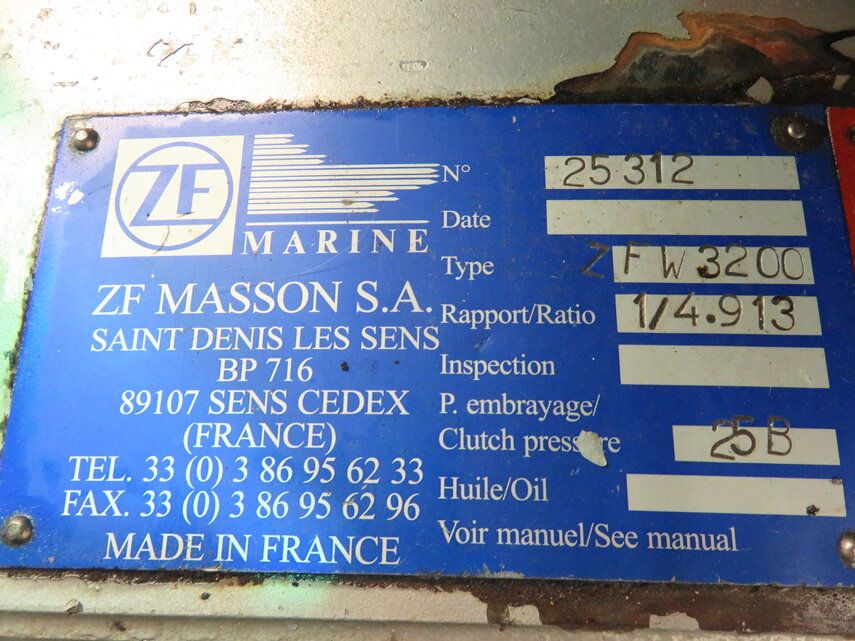 ZF
MARINE
ZF MASSON S.A.
SAINT DENIS LES SENS
BP 716
89107 SENS CEDEX
(FRANCE)
TEL. 33 (0) 3 86 95 62 33
FAX. 33 (0) 3 86 95 62 96
MADE IN FRANCE
N° 25312
Date
Type ZFW3200
Rapport/Ratio 1/4.913
Inspection
P. embrayage/
Clutch pressure 25B
Huile/Oil
Voir manuel/See manual